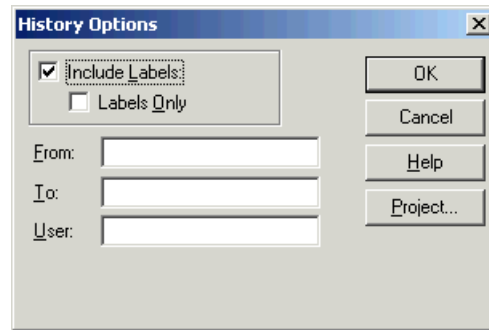 History Options
Include Labels:
Labels Only
From:
To:
User:
OK
Cancel
Help
Project...